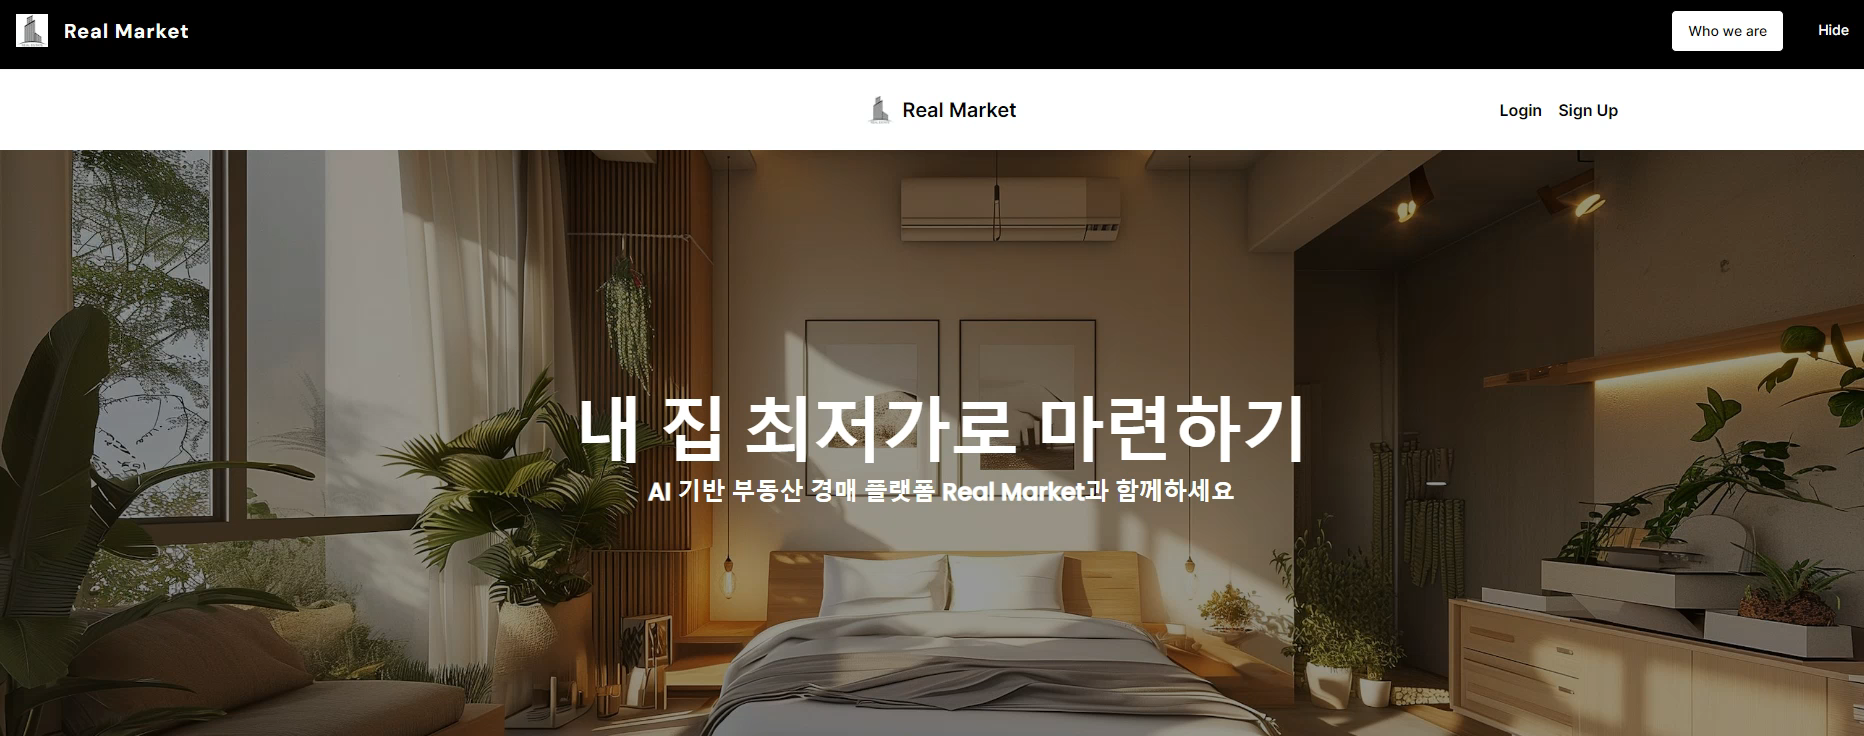 Real Market
Who we are
Hide
Real Market
Login
Sign Up
내 집 최저가로 마련하기
AI 기반 부동산 경매 플랫폼 Real Market과 함께하세요